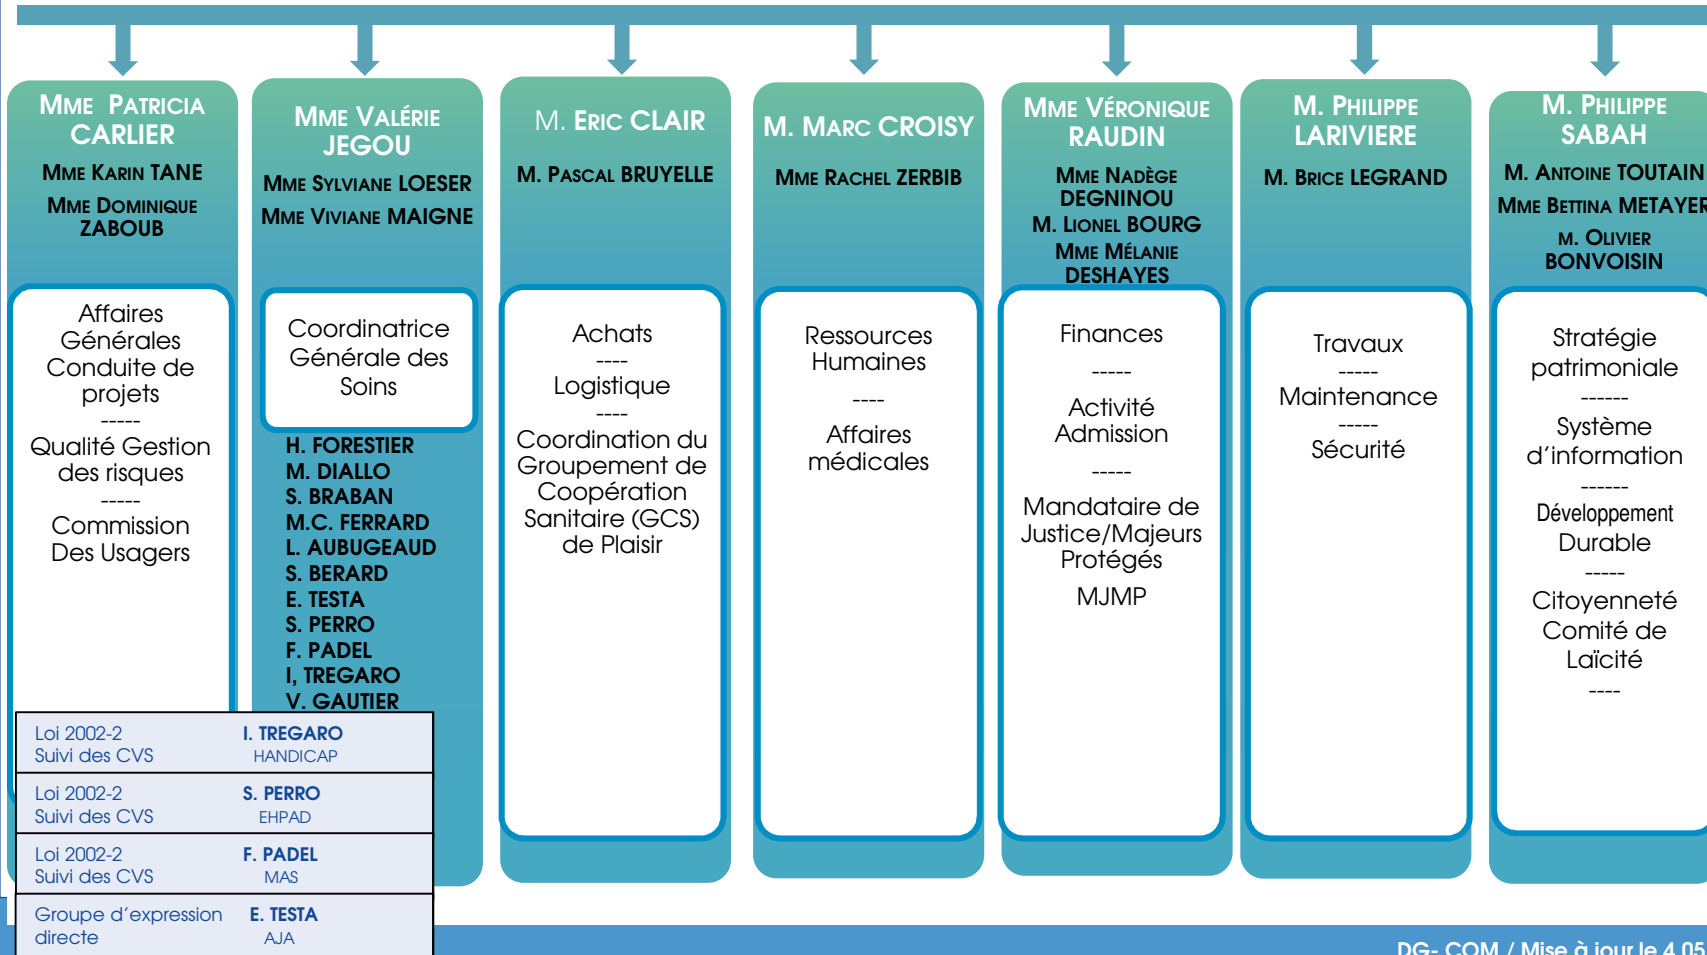 MME PATRICIA
CARLIER
MME KARIN TANE
MME DOMINIQUE
ZABOUB
Affaires
Générales
Conduite de
projets
-----
Qualité Gestion
des risques
-----
Commission
Des Usagers
MME VALÉRIE
JEGOU
MME SYLVIANE LOESER
MME VIVIANE MAIGNE
Coordinatrice
Générale des
Soins
H. FORESTIER
M. DIALLO
S. BRABAN
M.C. FERRARD
L. AUBUGEAUD
S. BERARD
E. TESTA
S. PERRO
F. PADEL
I, TREGARO
V. GAUTIER
M. ERIC CLAIR
M. PASCAL BRUYELLE
Achats
----
Logistique
----
Coordination du
Groupement de
Coopération
Sanitaire (GCS)
de Plaisir
M. MARC CROISY
MME RACHEL ZERBIB
Ressources
Humaines
----
Affaires
médicales
MME VÉRONIQUE
RAUDIN
MME NADÈGE
DEGNINOU
M. LIONEL BOURG
MME MÉLANIE
DESHAYES
Finances
-----
Activité
Admission
-----
Mandataire de
Justice/Majeurs
Protégés
MJMP
M. PHILIPPE
LARIVIERE
M. BRICE LEGRAND
Travaux
-----
Maintenance
-----
Sécurité
M. PHILIPPE
SABAH
M. ANTOINE TOUTAIN
MME BETTINA METAYER
M. OLIVIER
BONVOISIN
Stratégie
patrimoniale
------
Système
d'information
------
Développement
Durable
-----
Citoyenneté
Comité de
Laïcité
----
Loi 2002-2 I. TREGARO
Suivi des CVS HANDICAP
Loi 2002-2 S. PERRO
Suivi des CVS EHPAD
Loi 2002-2 F. PADEL
Suivi des CVS MAS
Groupe d'expression E. TESTA
directe AJA
DG- COM / Mise à jour le 4 05